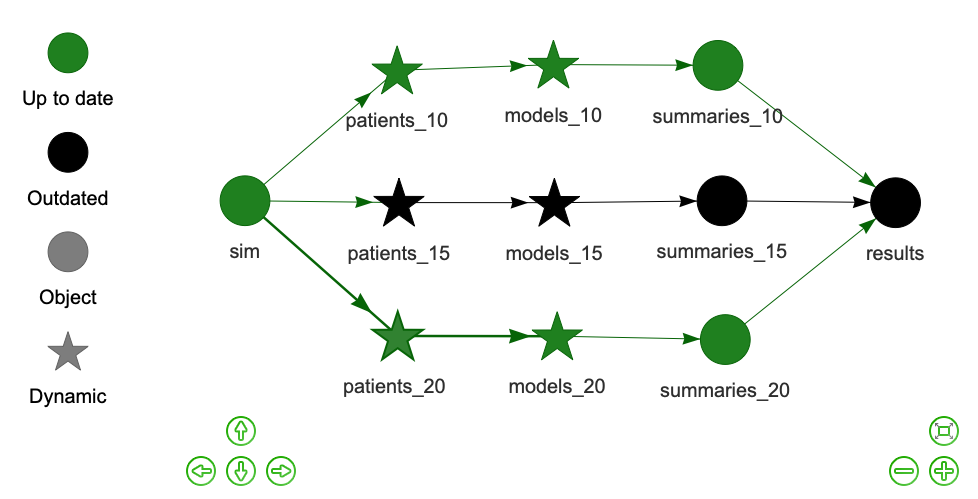 Up to date
Outdated
Object
Dynamic
patients_10
models_10
summaries_10
sim
patients_15
models_15
summaries_15
results
patients_20
models_20
summaries_20